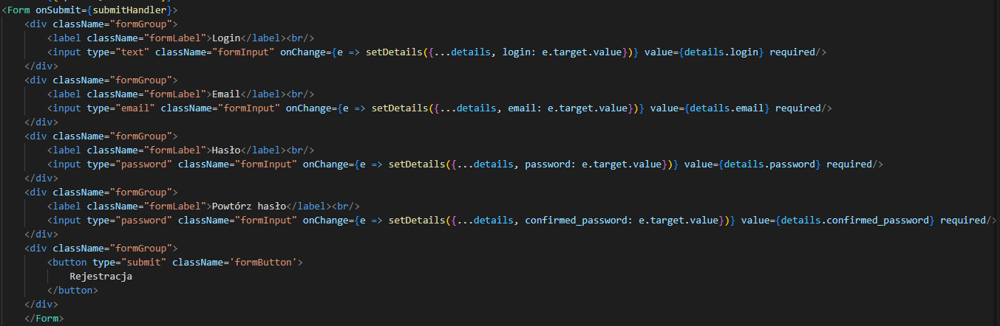 <Form onSubmit={submitHandler}>
    <div className="formGroup">
        <label className="formLabel">Login</label><br/>
        <input type="text" className="formInput" onChange={e => setDetails({...details, login: e.target.value})} value={details.login} required/>
    </div>
    <div className="formGroup">
        <label className="formLabel">Email</label><br/>
        <input type="email" className="formInput" onChange={e => setDetails({...details, email: e.target.value})} value={details.email} required/>
    </div>
    <div className="formGroup">
        <label className="formLabel">Hasło</label><br/>
        <input type="password" className="formInput" onChange={e => setDetails({...details, password: e.target.value})} value={details.password} required/>
    </div>
    <div className="formGroup">
        <label className="formLabel">Powtórz hasło</label><br/>
        <input type="password" className="formInput" onChange={e => setDetails({...details, confirmed_password: e.target.value})} value={details.confirmed_password} required/>
    </div>
    <div className="formGroup">
        <button type="submit" className='formButton'>
            Rejestracja
        </button>
    </div>
    </Form>